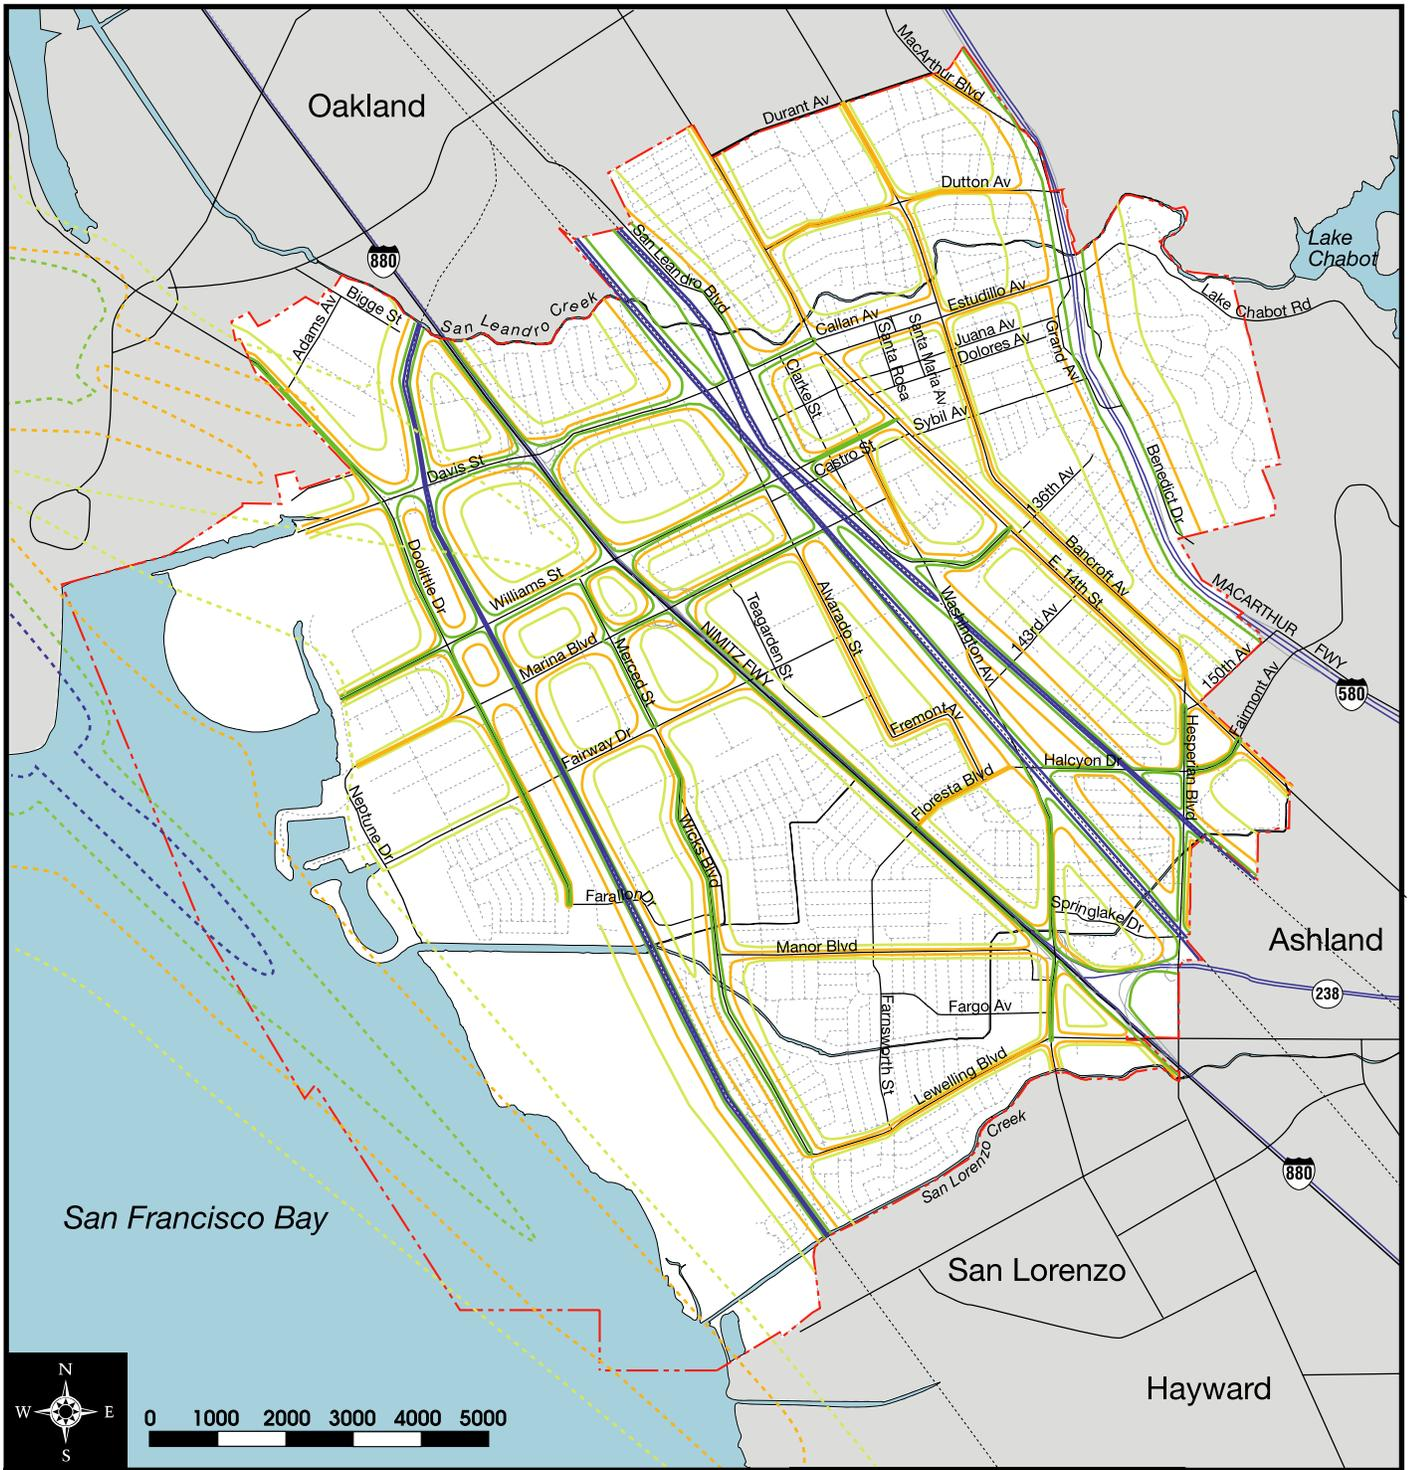 MacArthur Blvd
Oakland
Durant Av
Dutton Av
880
San Leandro Blvd
Lake
Chabot
Bigge St
Adams Av
San Leandro Creek
Estudillo Av
Lake Chabot Rd
Callan Av
Santa Rosa
Santa Maria Av
Juana Av
Dolores Av
Grand Av
Clarke St
Sybil Av
Davis St
Castro St
136th Av
Benedict Dr
Doolittle Dr
Williams St
Bancroft Av
E. 14th St.
MACARTHUR
FWY
Teagarden St
Alvarado St
Washington Av
143rd Av
NIMITZ FWY
Marina Blvd
Merced St
150th Av
Fairmont Av
580
Fremont Av
Hesperian Blvd
Fairway Dr
Halcyon Dr
Floresta Blvd
Neptune Dr
Wicks Blvd
Farallon Dr
Springlake Dr
Manor Blvd
Ashland
238
Fargo Av
Farnsworth St
Lewelling Blvd
San Lorenzo Creek
880
San Francisco Bay
San Lorenzo
Hayward
N
W E
S
0 1000 2000 3000 4000 5000